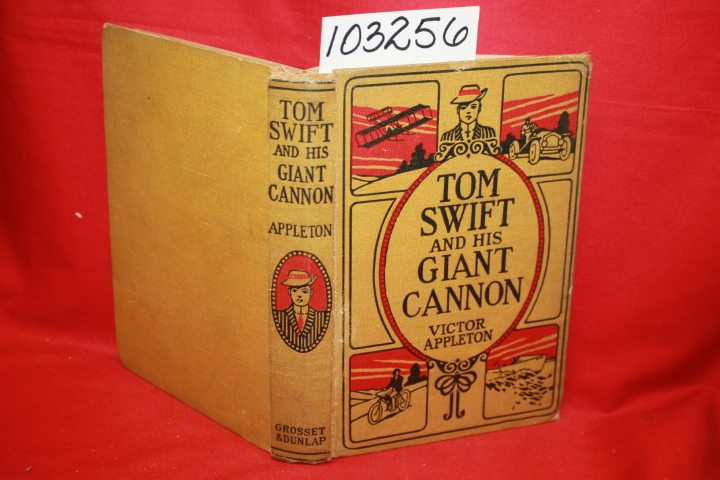 103256
TOM
SWIFT
AND HIS
GIANT
CANNON
APPLETON
GROSSET
& DUNLAP
TOM
SWIFT
AND HIS
GIANT
CANNON
VICTOR
APPLETON